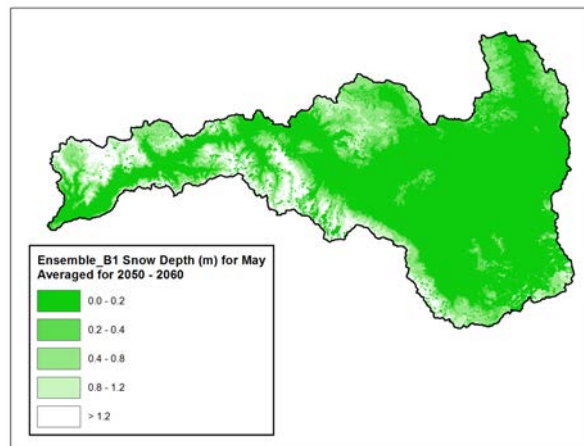 Ensemble_B1 Snow Depth (m) for May
Averaged for 2050 - 2060
0.0 - 0.2
0.2 - 0.4
0.4 - 0.8
0.8 - 1.2
> 1.2